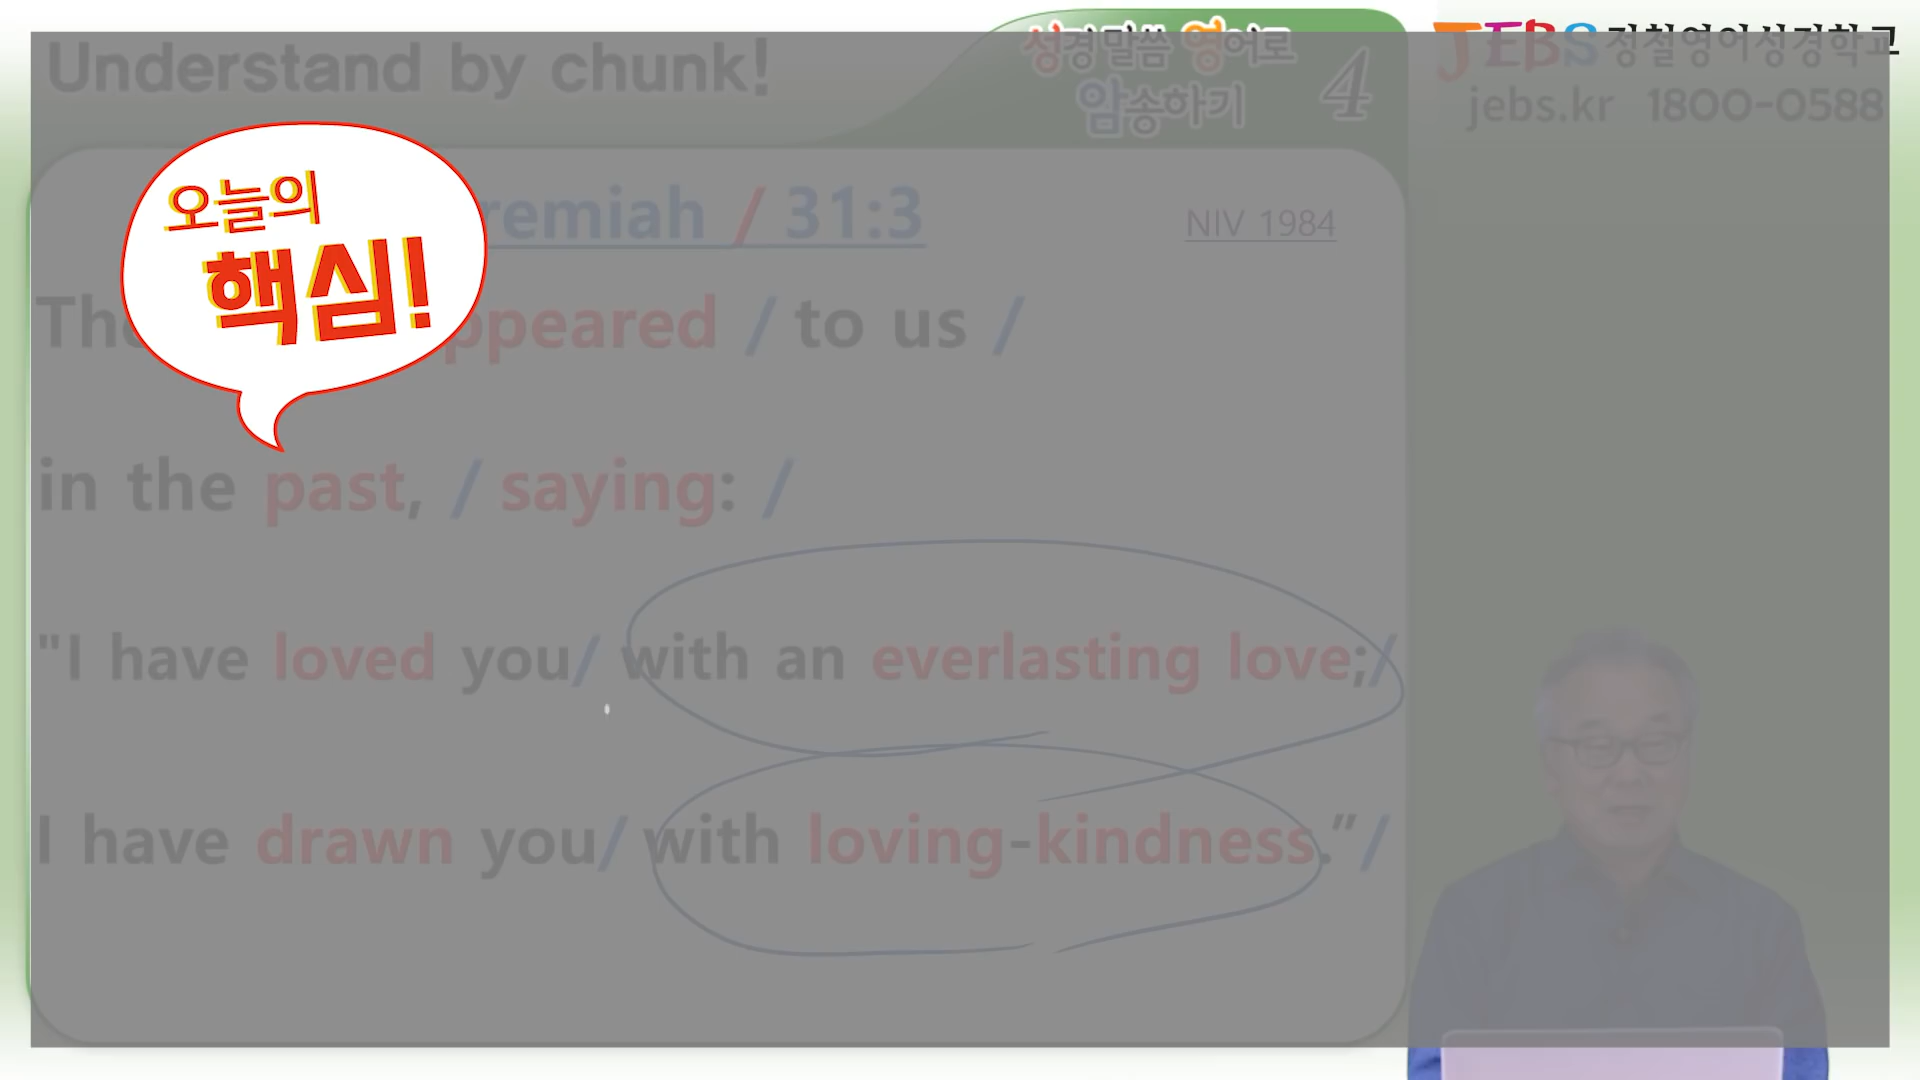 Understand by chunk!
성경말씀 영어로
암송하기 4
JEBS 정철영어성경학교
jebs.kr 1800-0588
오늘의
핵심!
remiah / 31:3
NIV 1984
The ppeared / to us /
in the past, / saying: /
"I have loved you/ with an everlasting love;/
I have drawn you/ with loving-kindness.”/